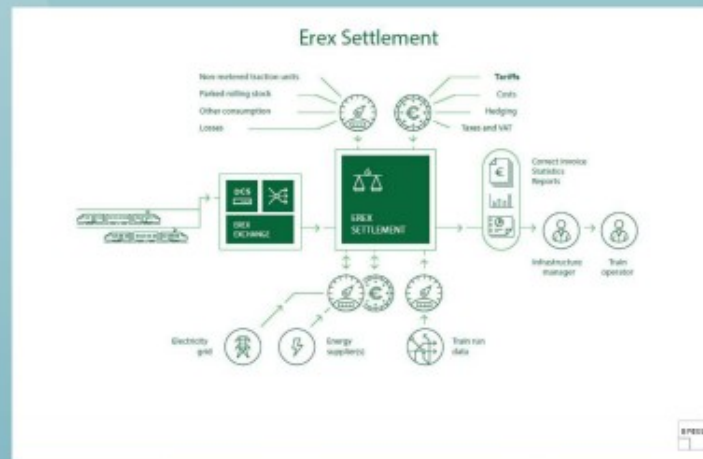 Erex Settlement
Non-metered traction units
Parked rolling stock
Other consumption
Losses
Tariffs
Costs
Hedging
Taxes and VAT
DCS
EREX
EXCHANGE
EREX
SETTLEMENT
Correct invoice
Statistics
Reports
Infrastructure
manager
Train
operator
Electricity
grid
Energy
supplier(s)
Train run
data